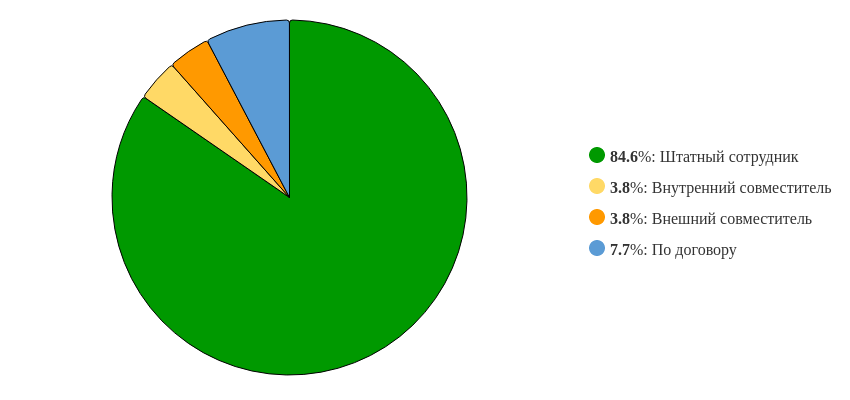 84.6%: Штатный сотрудник
3.8%: Внутренний совместитель
3.8%: Внешний совместитель
7.7%: По договору